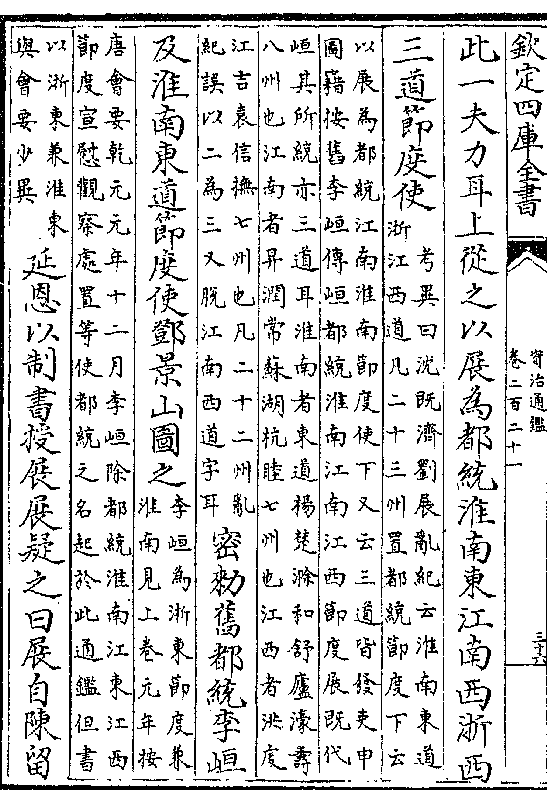 欽定四庫全書
資治通鑑
卷二百二十一
三十六
此一夫力耳上從之以展為都統淮南東江南西浙西
三道節度使
考異曰沈既濟劉展亂紀云淮南東道
浙江西道凡二十三州置都統節度下云
以展為都統江南淮南節度使下又云三道皆發吏申
圖籍按舊李峘傳峘都統淮南江南江西節度展既代
峘其所統亦三道耳淮南者東道楊楚滁和舒廬濠壽
八州也江南者昇潤常蘇湖杭睦七州也江西者洪虔
江吉袁信撫七州也凡二十二州亂
紀誤以二為三又脫江南西道字耳
密勑舊都統李峘
及淮南東道節度使鄧景山圖之
李峘為浙東節度兼
淮南見上卷元年按
唐會要乾元元年十二月李峘除都統淮南江東江西
節度宣慰觀察處置等使都統之名起於此通鑑但書
以浙東兼淮東
與會要少異
延恩以制書授展展疑之曰展自陳留